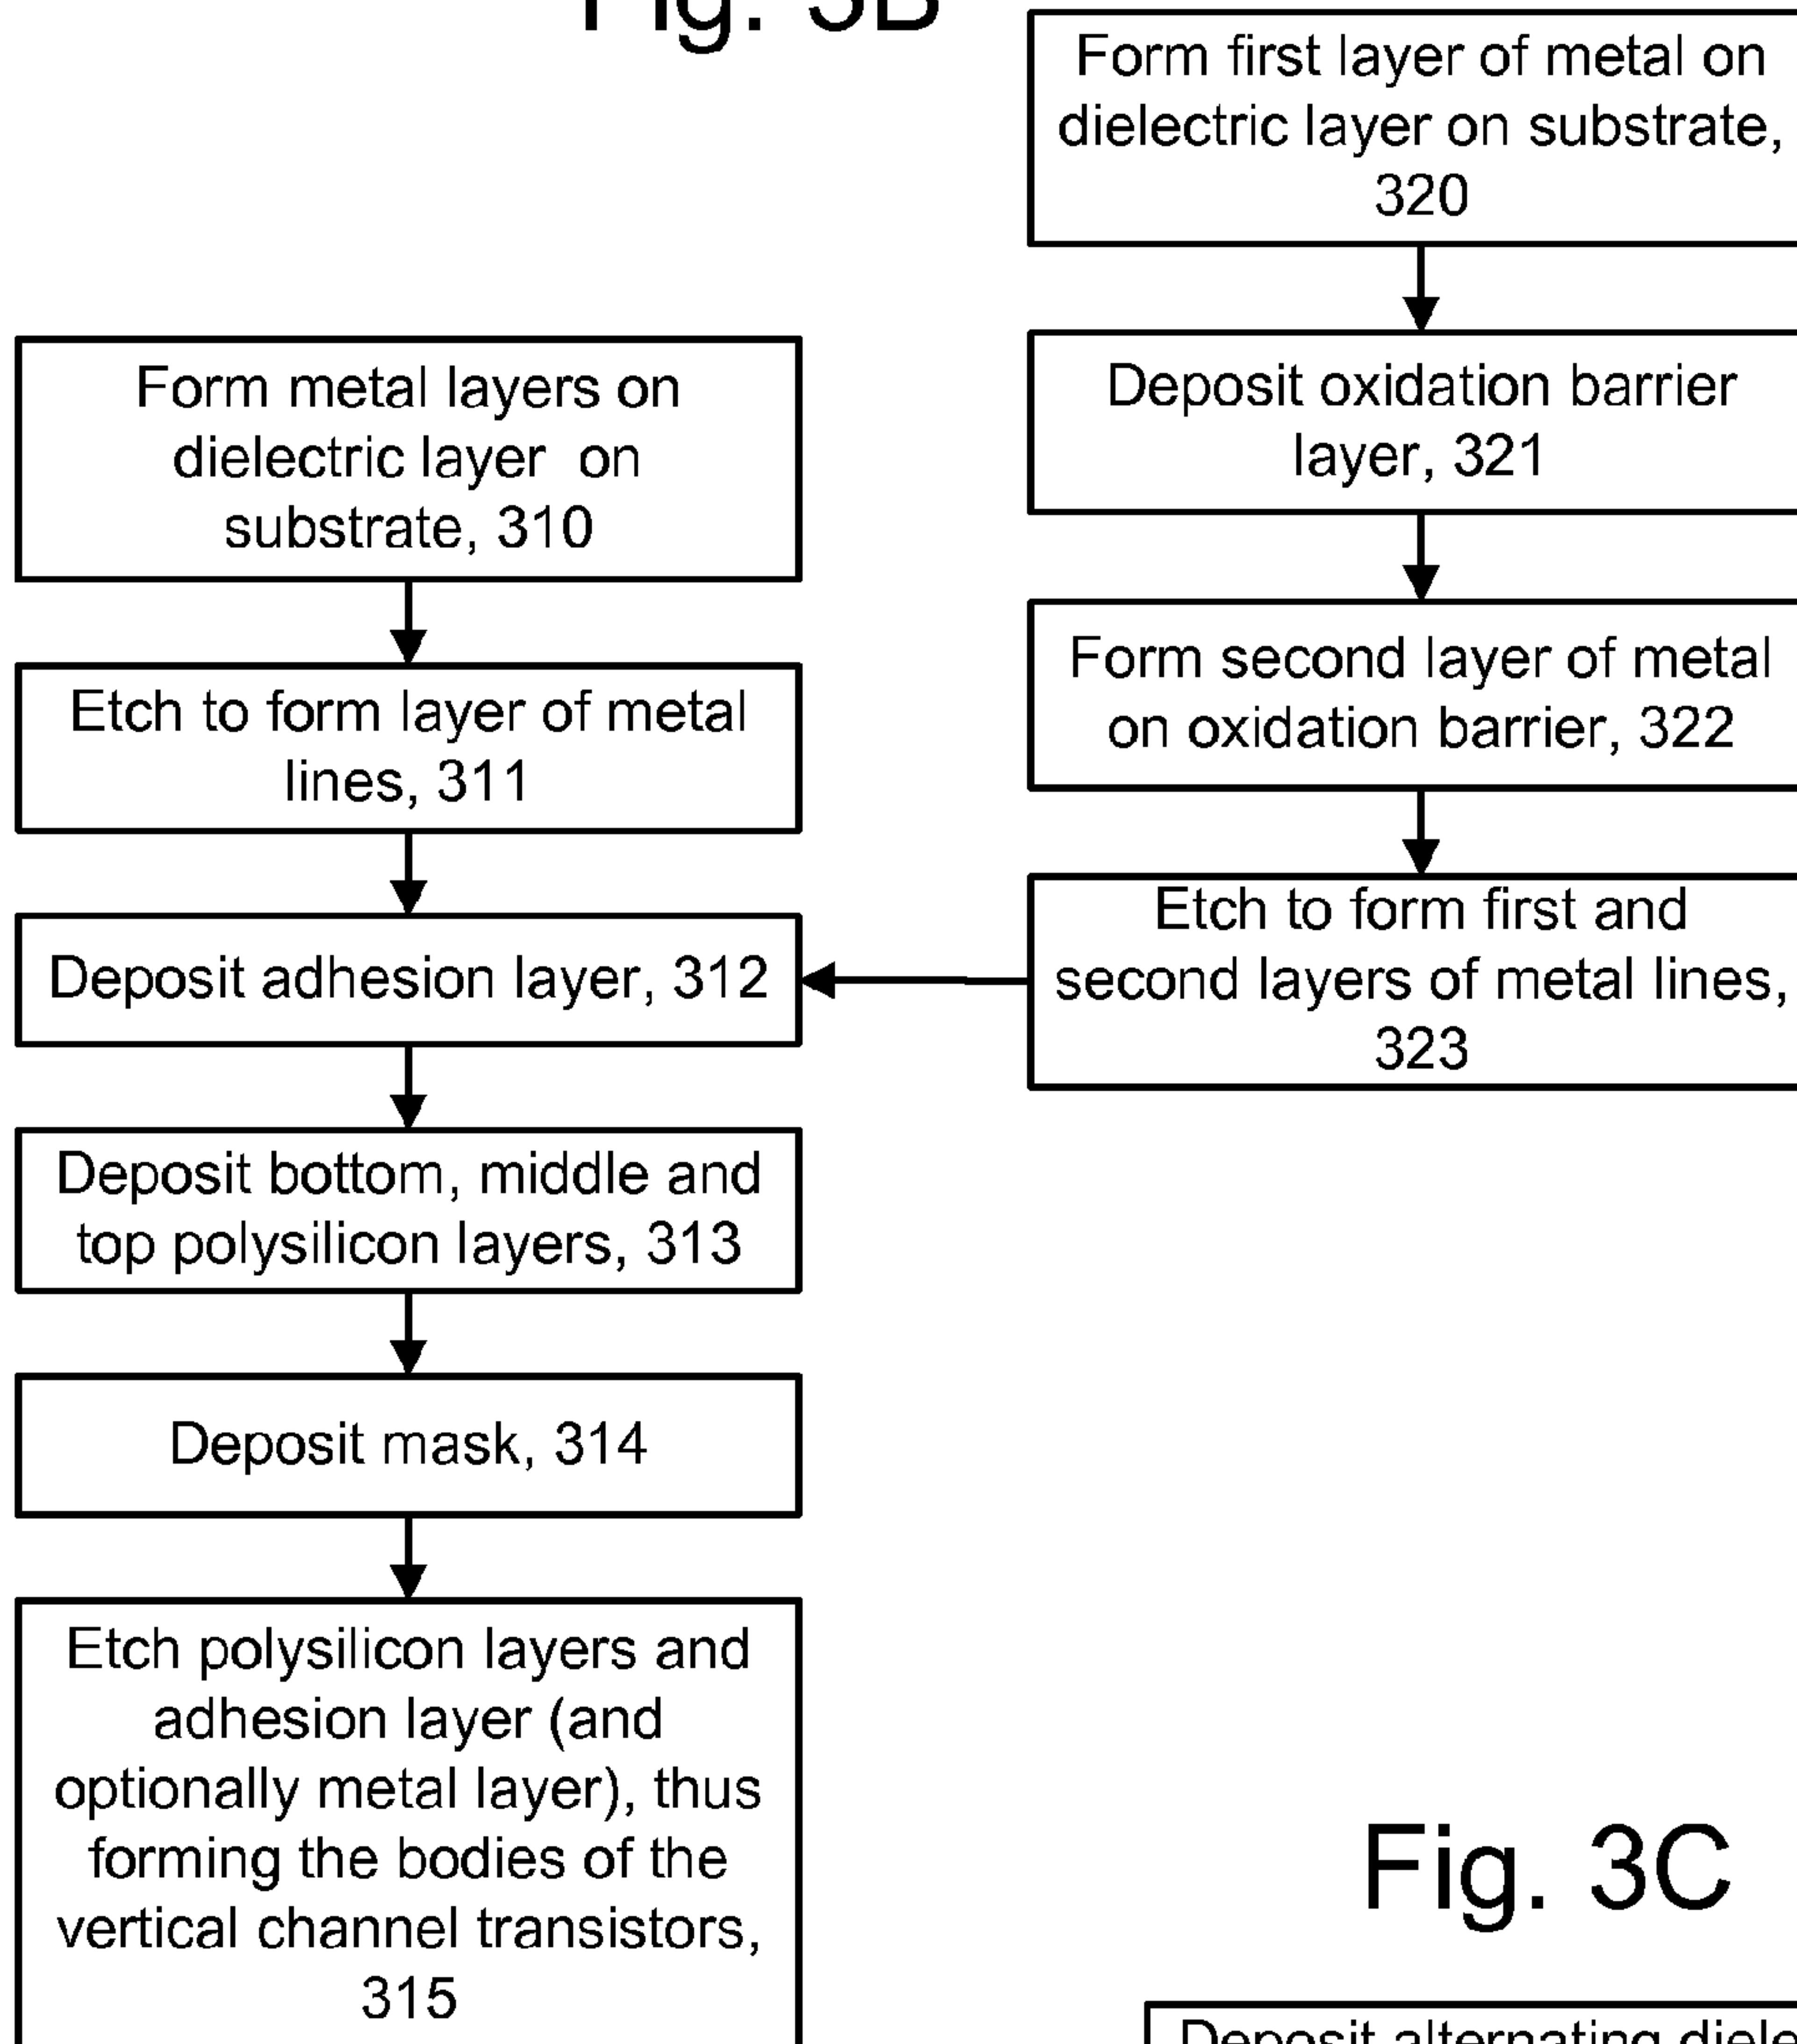 Fig. 3B
Form metal layers on
dielectric layer on
substrate, 310
Etch to form layer of metal
lines, 311
Deposit adhesion layer, 312
Deposit bottom, middle and
top polysilicon layers, 313
Deposit mask, 314
Etch polysilicon layers and
adhesion layer (and
optionally metal layer), thus
forming the bodies of the
vertical channel transistors,
315
Form first layer of metal on
dielectric layer on substrate,
320
Deposit oxidation barrier
layer, 321
Form second layer of metal
on oxidation barrier, 322
Etch to form first and
second layers of metal lines,
323
Fig. 3C
Deposit alternating